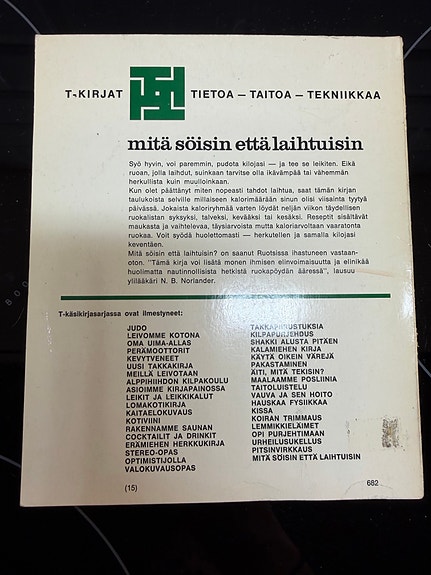 T-KIRJAT
TIETOA — TAITOA — TEKNIIKKAA
mitä söisin että laihtuisin
Syö hyvin, voi paremmin, pudota kilojasi — ja tee se leikiten. Eikä
ruoan, jolla laihdut, suinkaan tarvitse olla ikävämpää tai vähemmän
herkullista kuin muulloinkaan.
Kun olet päättänyt miten nopeasti tahdot laihtua, saat tämän kirjan
taulukoista selville millaiseen kalorimäärään sinun olisi viisainta tyytyä
päivässä. Jokaista kaloriryhmää varten löydät neljän viikon täydellisen
ruokalistan syksyksi, talveksi, kevääksi tai kesäksi. Reseptit sisältävät
maukasta ja vaihtelevaa, täysiarvoista mutta kaloriarvoltaan vaaratonta
ruokaa. Voit syödä huolettomasti — herkutellen ja samalla kilojasi
keventäen.
Mitä söisin että laihtuisin? on saanut Ruotsissa ihastuneen vastaan-
oton. "Tämä kirja voi lisätä monen ihmisen elinvoimaisuutta ja elinikää
huolimatta nautinnollisista hetkistä ruokapöydän ääressä", lausuu
ylilääkäri N. B. Norlander.
T-käsikirjasarjassa ovat ilmestyneet:
JUDO
LEIVOMME KOTONA
OMA UIMA-ALLAS
PERÄMOOTTORIT
KEVYTVENEET
UUSI TAKKAKIRJA
MEILLÄ LEIVOTAAN
ALPPIHIIHDON KILPAKOULU
ASIOIMME KIRJAPAINOSSA
LEIKIT JA LEIKKIKALUT
LOMAKOTIKIRJA
KAITAELOKUVAUS
KOTIVIINI
RAKENNAMME SAUNAN
COCKTAILIT JA DRINKIT
ERÄMIEHEN HERKKUKIRJA
STEREO-OPAS
OPTIMISTIJOLLA
VALOKUVAUSOPAS
TAKKAPIIRUSTUKSIA
KILPAPURJEHDUS
SHAKKI ALUSTA PITÄEN
KALAMIEHEN KIRJA
KÄYTÄ OIKEIN VÄREJÄ
PAKASTAMINEN
ÄITI, MITÄ TEKISIN?
MAALAAMME POSLIINIA
TAITOLUISTELU
VAUVA JA SEN HOITO
HAUSKAA FYSIIKKAA
KISSA
KOIRAN TRIMMAUS
LEMMIKKIELÄIMET
OPI PURJEHTIMAAN
URHEILUSUKELLUS
PITSINVIRKKAUS
MITÄ SÖISIN ETTÄ LAIHTUISIN
(15)
682